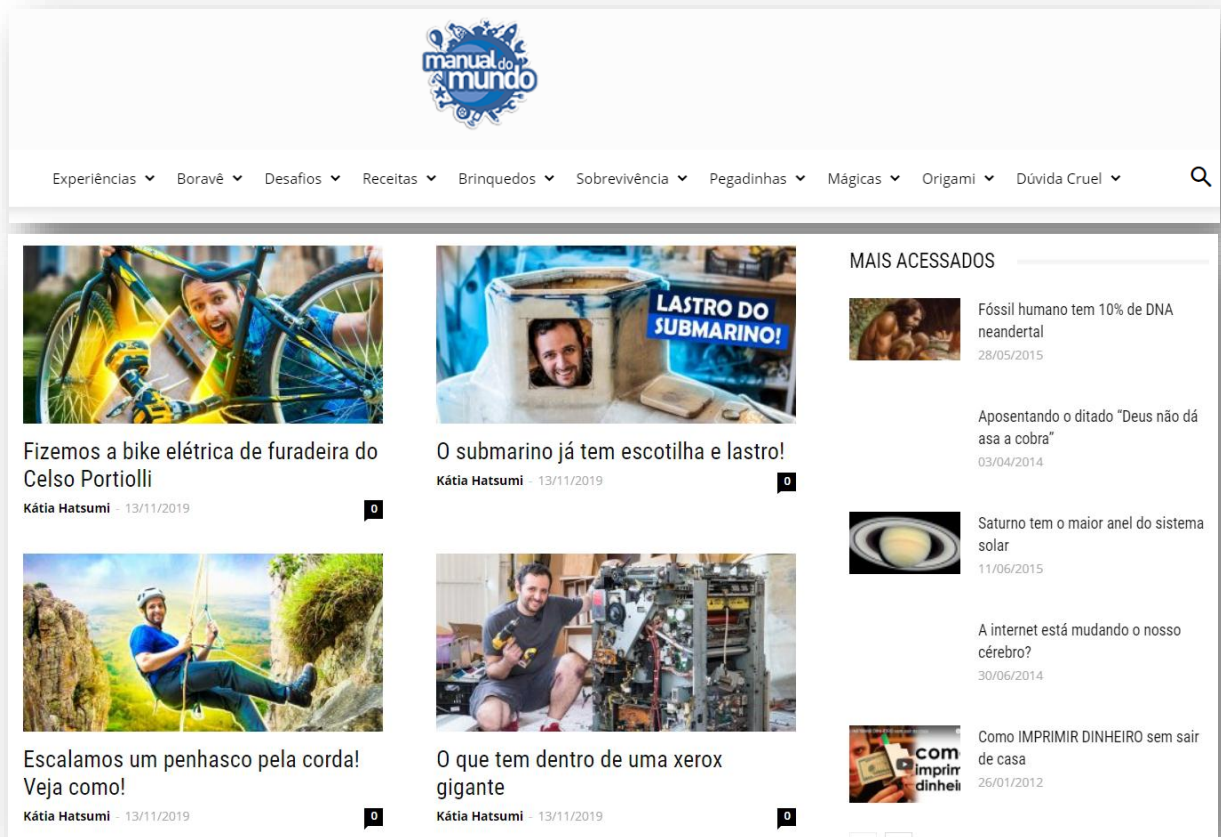 manual do
mundo
Experiências
Boravê
Desafios
Receitas
Brinquedos
Sobrevivência
Pegadinhas
Mágicas
Origami
Dúvida Cruel
LASTRO DO
SUBMARINO!
Fizemos a bike elétrica de furadeira do
Celso Portiolli
Kátia Hatsumi - 13/11/2019
0
O submarino já tem escotilha e lastro!
Kátia Hatsumi - 13/11/2019
0
Escalamos um penhasco pela corda!
Veja como!
Kátia Hatsumi - 13/11/2019
0
O que tem dentro de uma xerox
gigante
Kátia Hatsumi - 13/11/2019
0
MAIS ACESSADOS
Fóssil humano tem 10% de DNA
neandertal
28/05/2015
Aposentando o ditado “Deus não dá
asa a cobra”
03/04/2014
Saturno tem o maior anel do sistema
solar
11/06/2015
A internet está mudando o nosso
cérebro?
30/06/2014
com
imprim
dinhei
Como IMPRIMIR DINHEIRO sem sair
de casa
26/01/2012